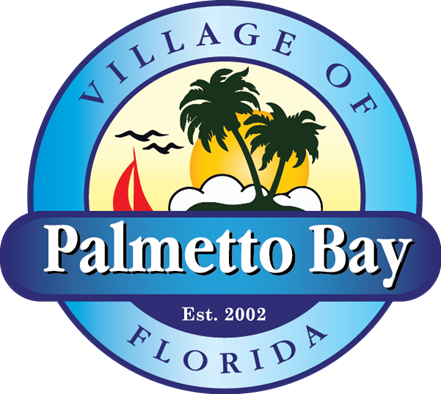 VILLAGE OF
Palmetto Bay
Est. 2002
FLORIDA